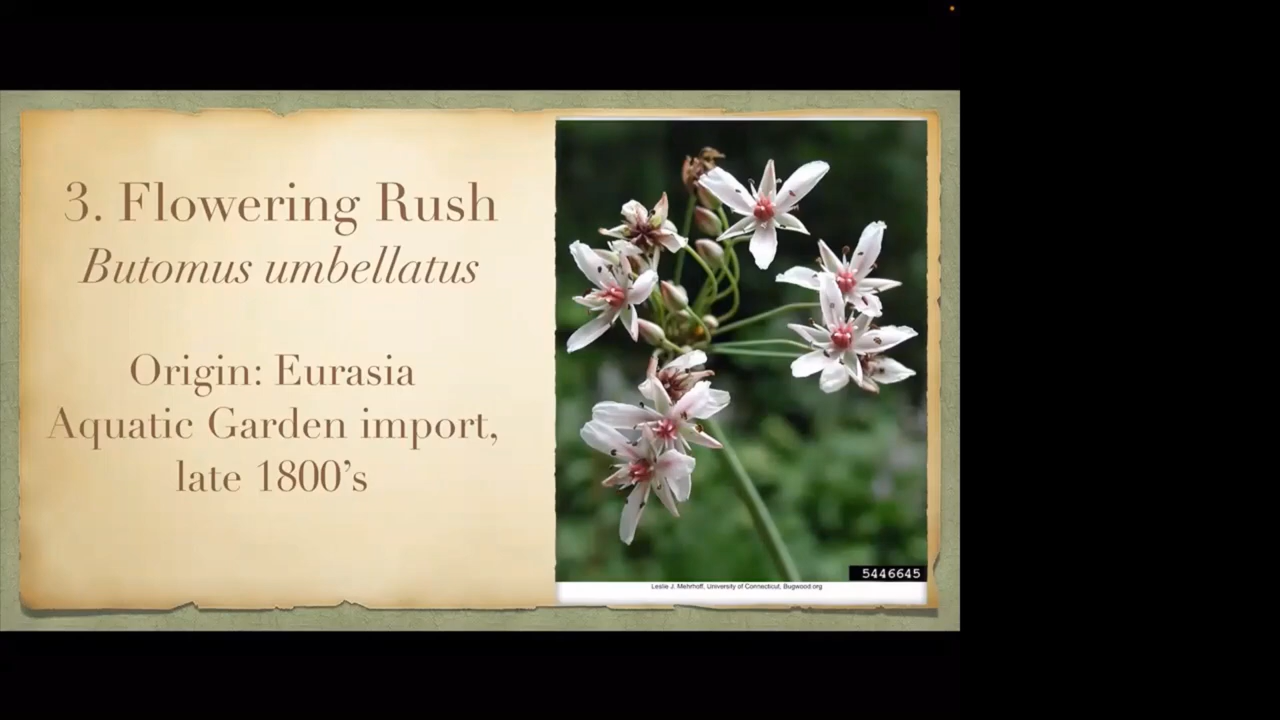 3. Flowering Rush
Butomus umbellatus
Origin: Eurasia
Aquatic Garden import,
late 1800’s
5446645
Leslie J. Mehrhoff, University of Connecticut, Bugwood.org